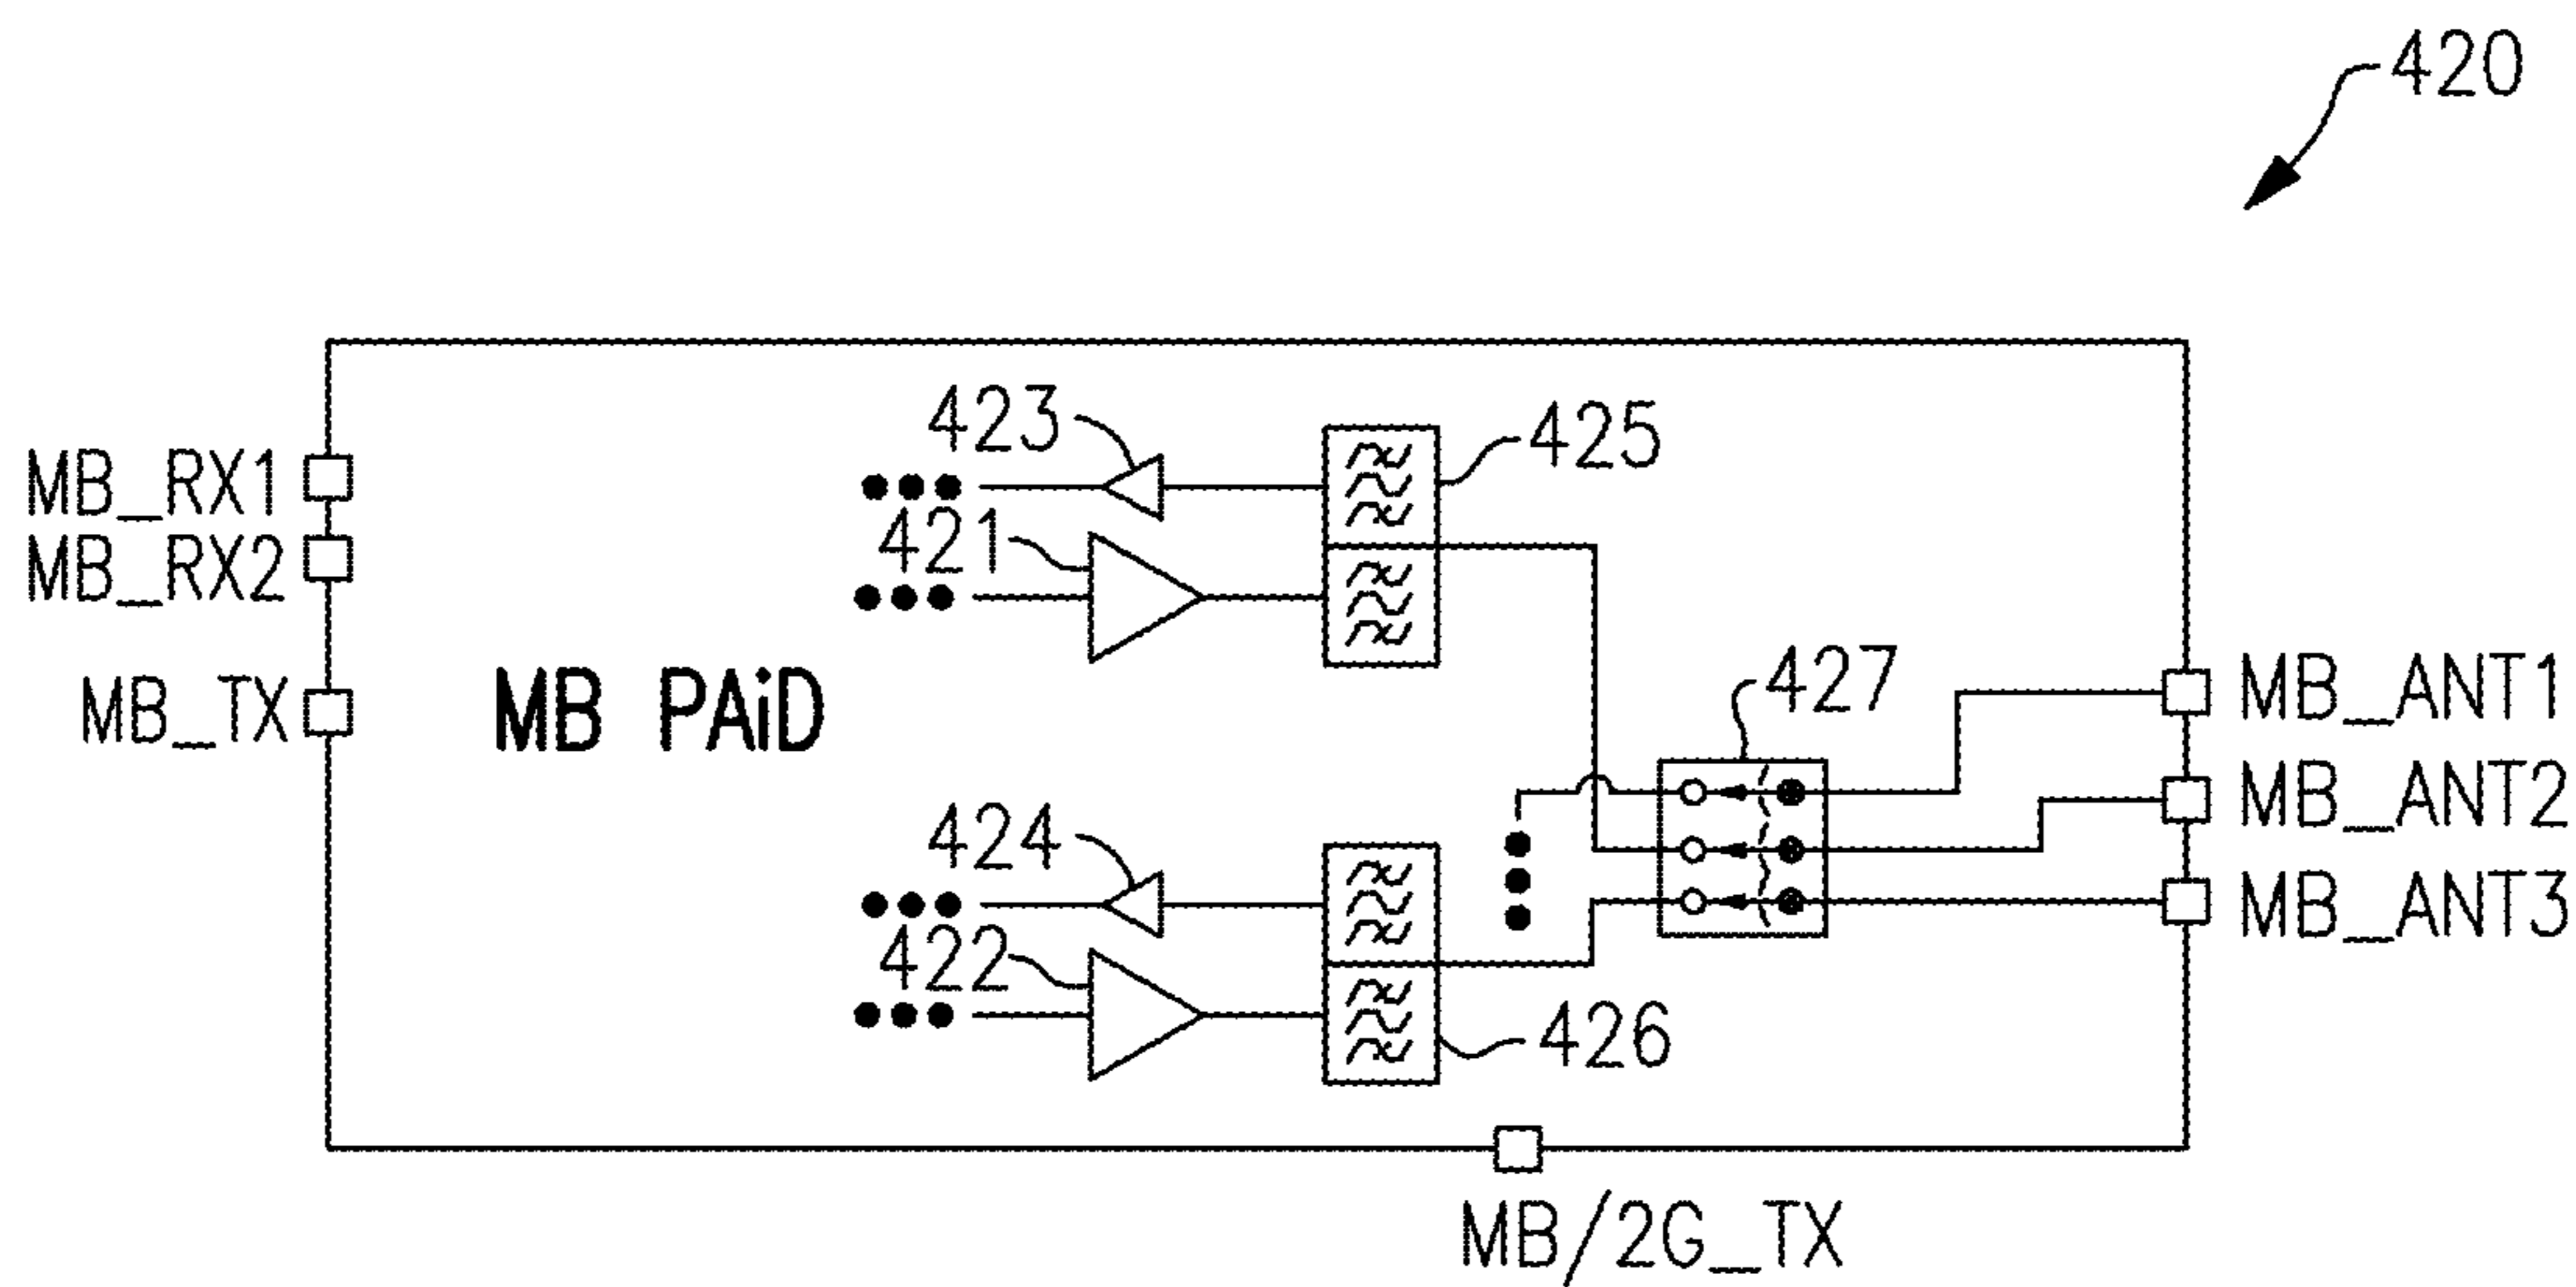 420
423
425
MB_RX1
421
MB_RX2
427
MB_ANT1
MB_TX
MB PAiD
MB_ANT2
424
MB_ANT3
422
426
MB/2G_TX